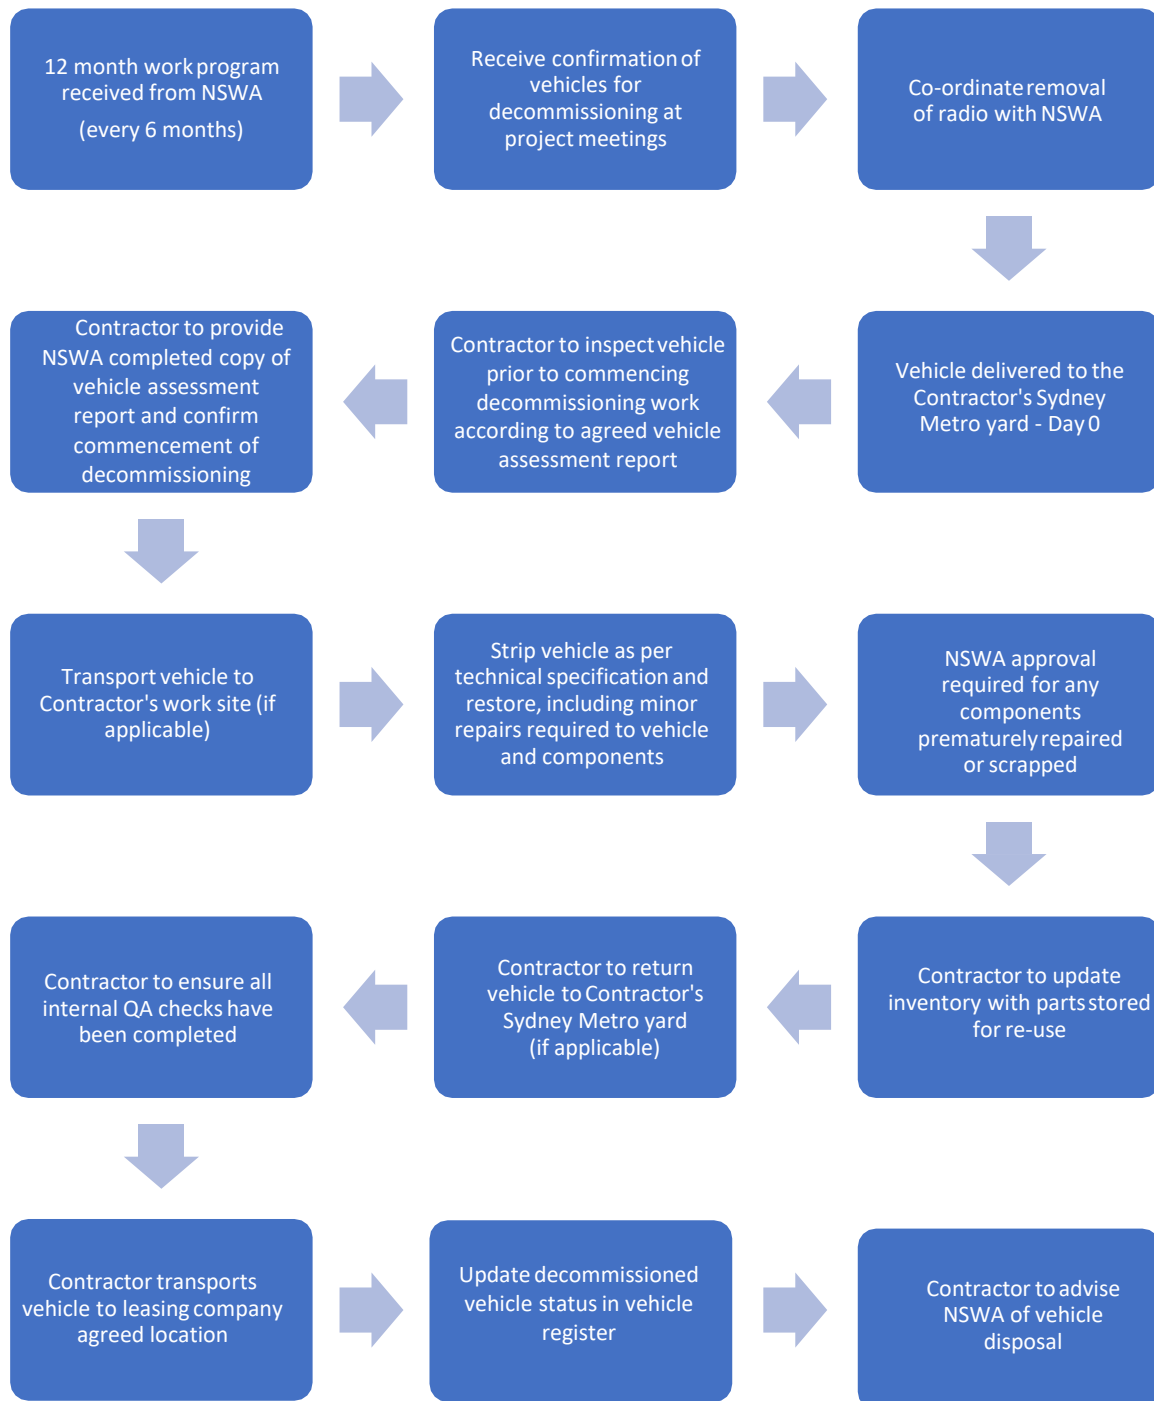 12 month work program
received from NSWA
(every 6 months)
Receive confirmation of
vehicles for
decommissioning at
project meetings
Co-ordinate removal
of radio with NSWA
Vehicle delivered to the
Contractor's Sydney
Metro yard - Day 0
Contractor to inspect vehicle
prior to commencing
decommissioning work
according to agreed vehicle
assessment report
Contractor to provide
NSWA completed copy of
vehicle assessment
report and confirm
commencement of
decommissioning
Transport vehicle to
Contractor's work site (if
applicable)
Strip vehicle as per
technical specification and
restore, including minor
repairs required to vehicle
and components
NSWA approval
required for any
components
prematurely repaired
or scrapped
Contractor to update
inventory with parts stored
for re-use
Contractor to return
vehicle to Contractor's
Sydney Metro yard
(if applicable)
Contractor to ensure all
internal QA checks have
been completed
Contractor transports
vehicle to leasing company
agreed location
Update decommissioned
vehicle status in vehicle
register
Contractor to advise
NSWA of vehicle
disposal